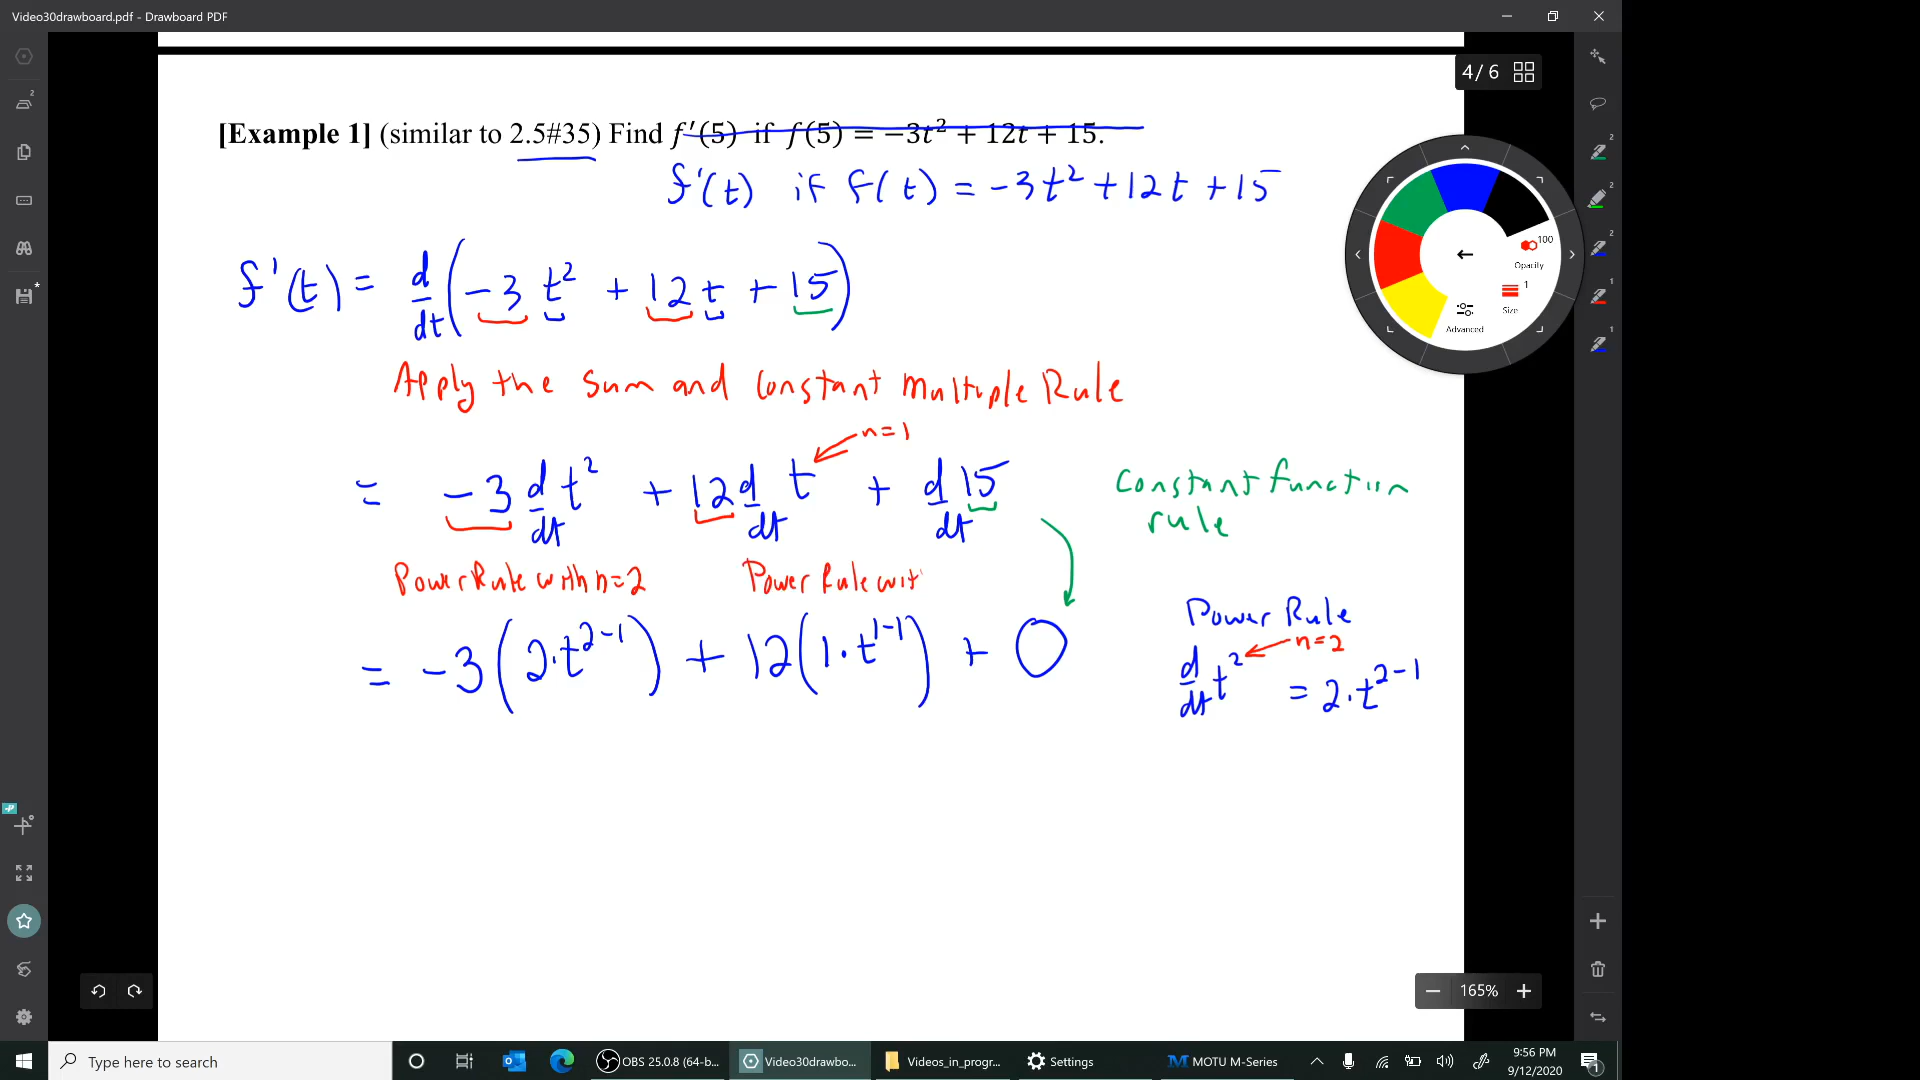 Video30drawboard.pdf - Drawboard PDF
4 / 6
[Example 1] (similar to 2.5#35) Find f′(5) if f(5) = −3t² + 12t + 15.
f'(t) if f(t) = -3t² + 12t + 15
100
Opacity
1
Size
Advanced
f'(t) = d/dt (-3 t² + 12 t + 15)
Apply the sum and constant multiple Rule
n=1
= -3 d/dt t² + 12 d/dt t + d/dt 15
constant function
rule
Power Rule with n=2 Power Rule wit
= -3(2·t^(2-1)) + 12(1·t^(1-1)) + 0
Power Rule
n=2
d/dt t² = 2·t^(2-1)
165%
Type here to search
OBS 25.0.8 (64-b...
Video30drawbo...
Videos_in_progr...
Settings
MOTU M-Series
9:56 PM
9/12/2020